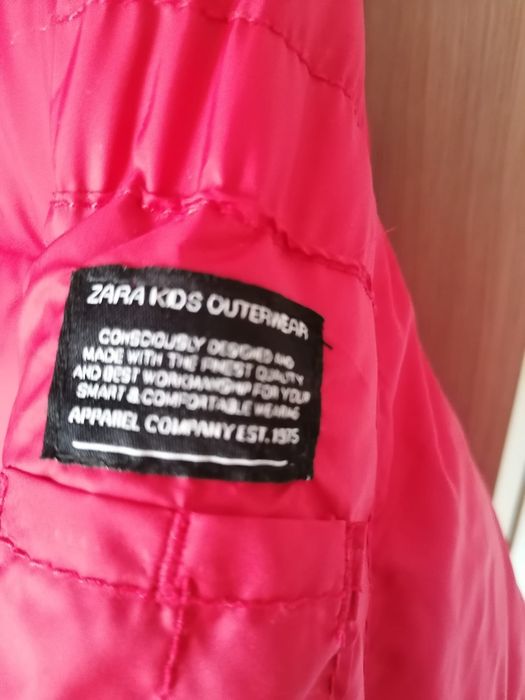 ZARA KIDS OUTERWEAR
CONSCIOUSLY DESIGNED AND
MADE WITH THE FINEST QUALITY
AND BEST WORKMANSHIP FOR YOUR
SMART & COMFORTABLE WEARING
APPAREL COMPANY EST. 1975